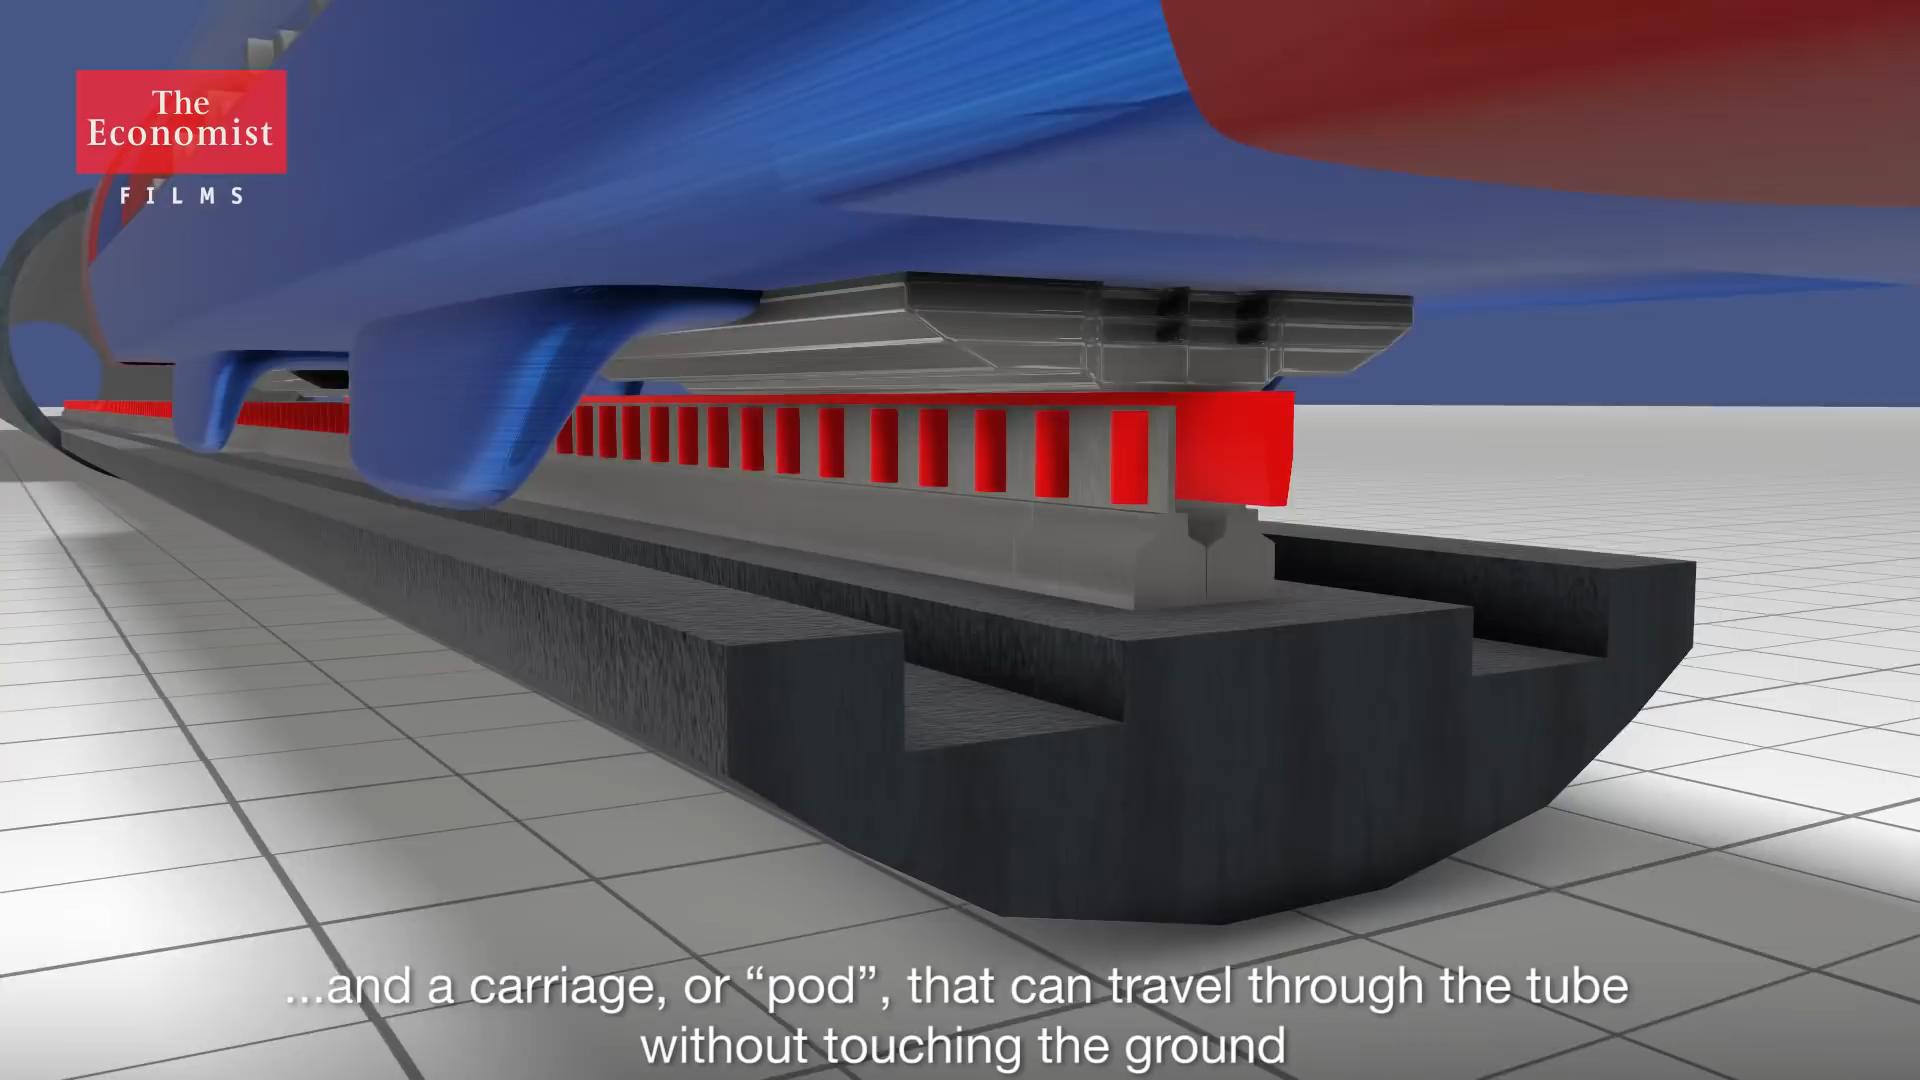 The
Economist
FILMS
...and a carriage, or “pod”, that can travel through the tube
without touching the ground